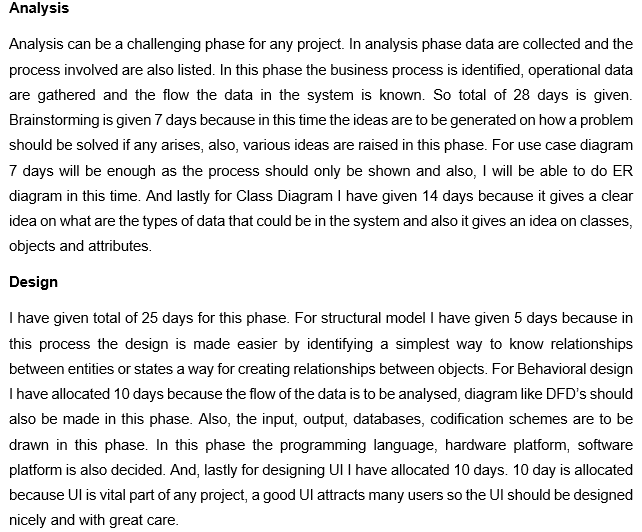 Analysis
Analysis can be a challenging phase for any project. In analysis phase data are collected and the
process involved are also listed. In this phase the business process is identified, operational data
are gathered and the flow the data in the system is known. So total of 28 days is given.
Brainstorming is given 7 days because in this time the ideas are to be generated on how a problem
should be solved if any arises, also, various ideas are raised in this phase. For use case diagram
7 days will be enough as the process should only be shown and also, I will be able to do ER
diagram in this time. And lastly for Class Diagram I have given 14 days because it gives a clear
idea on what are the types of data that could be in the system and also it gives an idea on classes,
objects and attributes.
Design
I have given total of 25 days for this phase. For structural model I have given 5 days because in
this process the design is made easier by identifying a simplest way to know relationships
between entities or states a way for creating relationships between objects. For Behavioral design
I have allocated 10 days because the flow of the data is to be analysed, diagram like DFD's should
also be made in this phase. Also, the input, output, databases, codification schemes are to be
drawn in this phase. In this phase the programming language, hardware platform, software
platform is also decided. And, lastly for designing UI I have allocated 10 days. 10 day is allocated
because UI is vital part of any project, a good UI attracts many users so the UI should be designed
nicely and with great care.